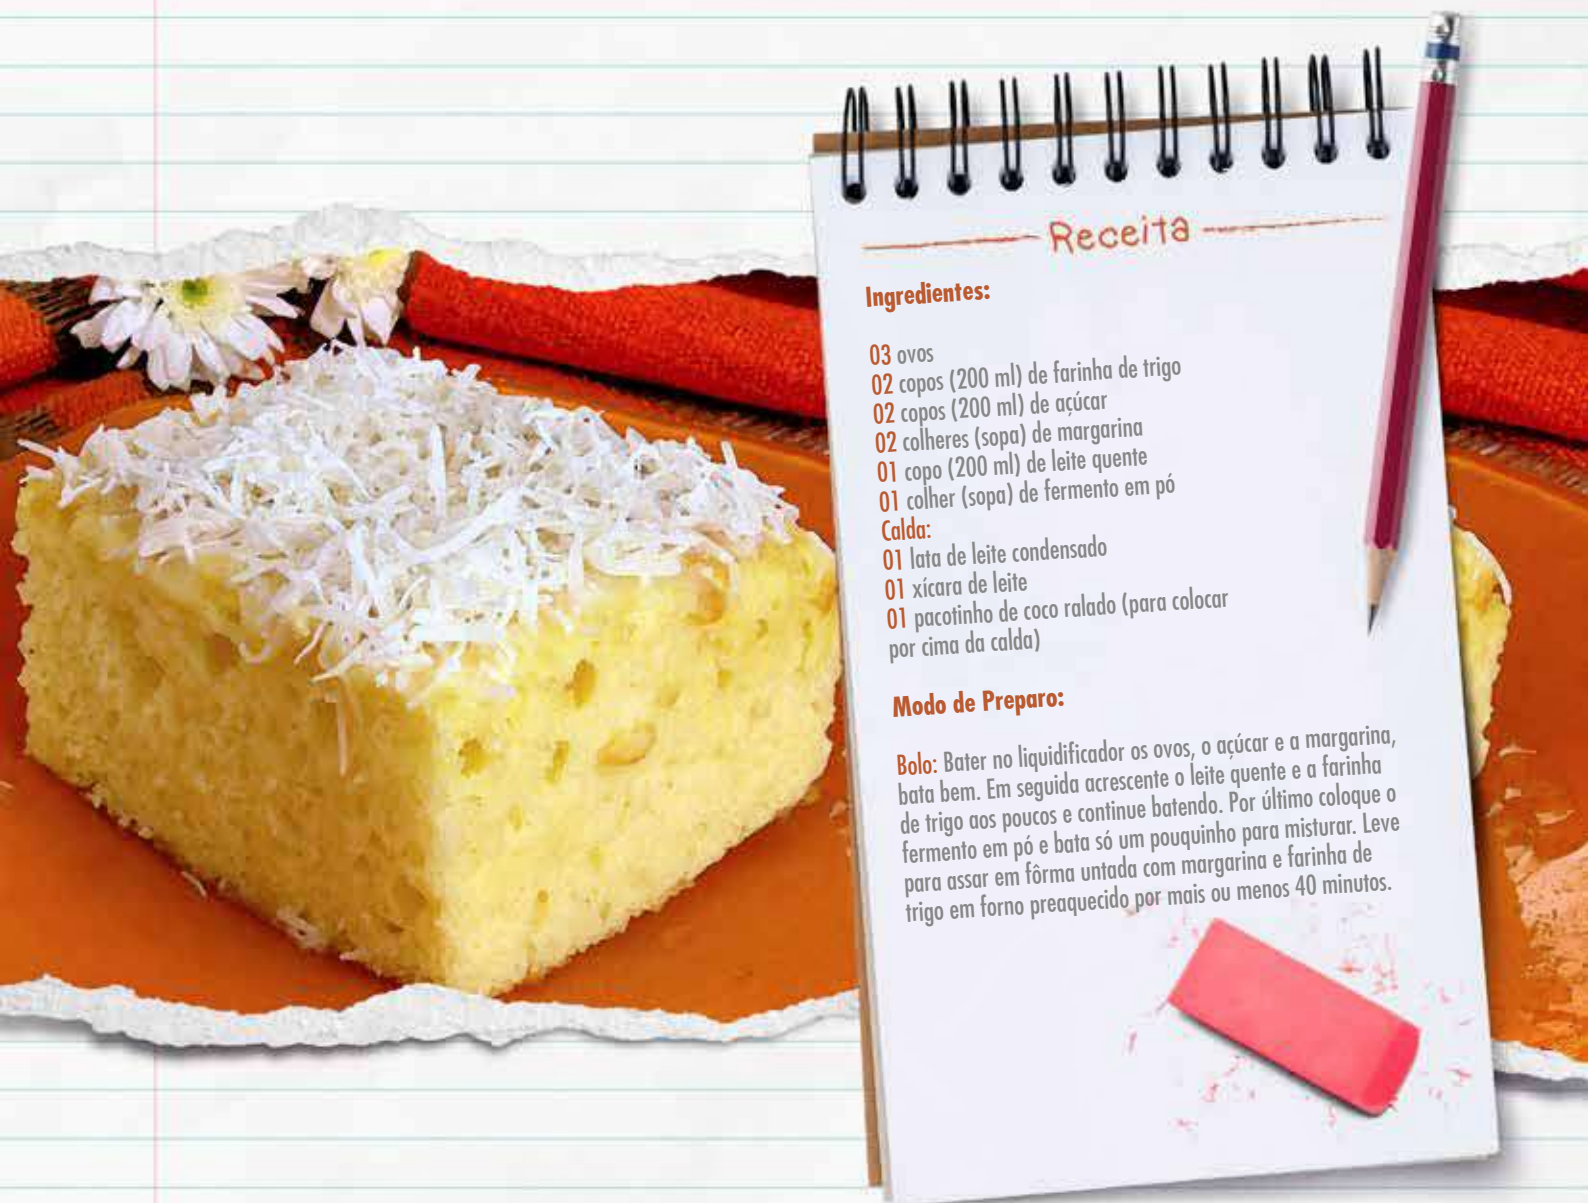 Receita
Ingredientes:
03 ovos
02 copos (200 ml) de farinha de trigo
02 copos (200 ml) de açúcar
02 colheres (sopa) de margarina
01 copo (200 ml) de leite quente
01 colher (sopa) de fermento em pó
Calda:
01 lata de leite condensado
01 xícara de leite
01 pacotinho de coco ralado (para colocar
por cima da calda)
Modo de Preparo:
Bolo: Bater no liquidificador os ovos, o açúcar e a margarina,
bata bem. Em seguida acrescente o leite quente e a farinha
de trigo aos poucos e continue batendo. Por último coloque o
fermento em pó e bata só um pouquinho para misturar. Leve
para assar em fôrma untada com margarina e farinha de
trigo em forno preaquecido por mais ou menos 40 minutos.